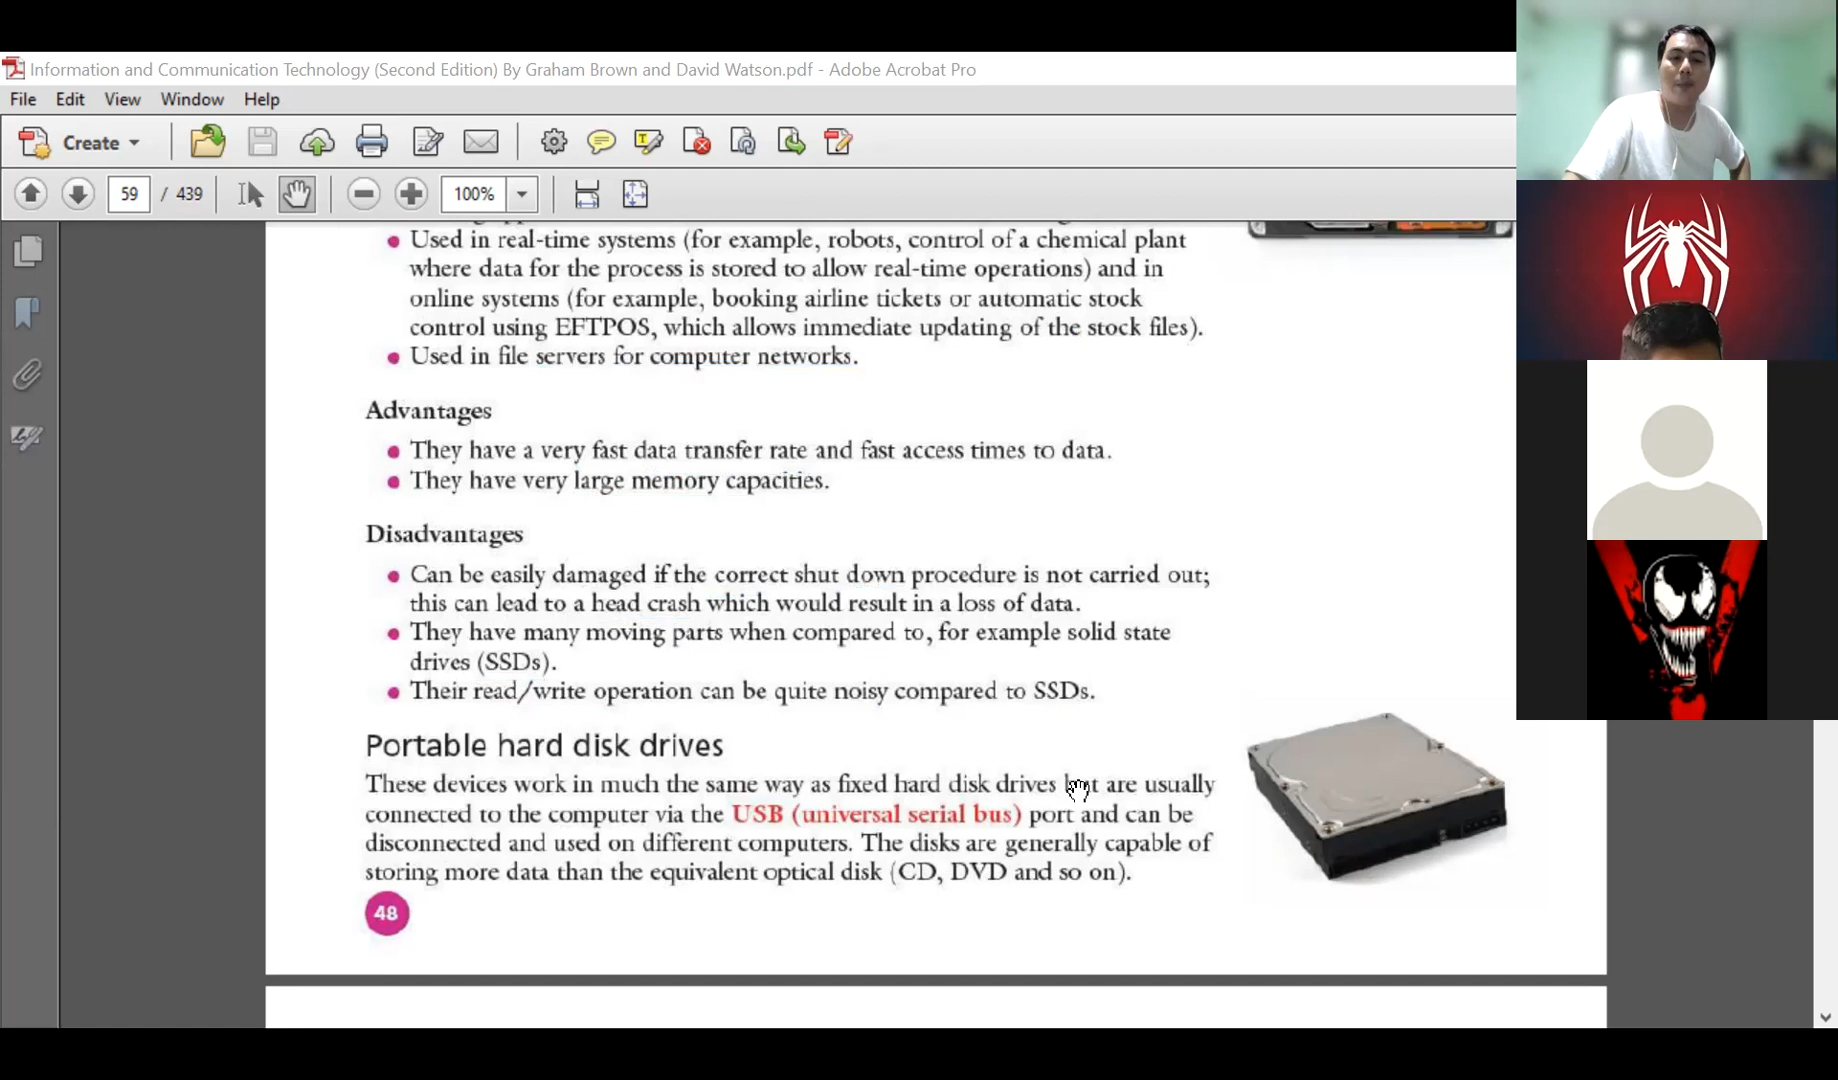 Information and Communication Technology (Second Edition) By Graham Brown and David Watson.pdf - Adobe Acrobat Pro
File Edit View Window Help
Create
59 / 439 100%
Used in real-time systems (for example, robots, control of a chemical plant
where data for the process is stored to allow real-time operations) and in
online systems (for example, booking airline tickets or automatic stock
control using EFTPOS, which allows immediate updating of the stock files).
Used in file servers for computer networks.
Advantages
They have a very fast data transfer rate and fast access times to data.
They have very large memory capacities.
Disadvantages
Can be easily damaged if the correct shut down procedure is not carried out;
this can lead to a head crash which would result in a loss of data.
They have many moving parts when compared to, for example solid state
drives (SSDs).
Their read/write operation can be quite noisy compared to SSDs.
Portable hard disk drives
These devices work in much the same way as fixed hard disk drives but are usually
connected to the computer via the USB (universal serial bus) port and can be
disconnected and used on different computers. The disks are generally capable of
storing more data than the equivalent optical disk (CD, DVD and so on).
48